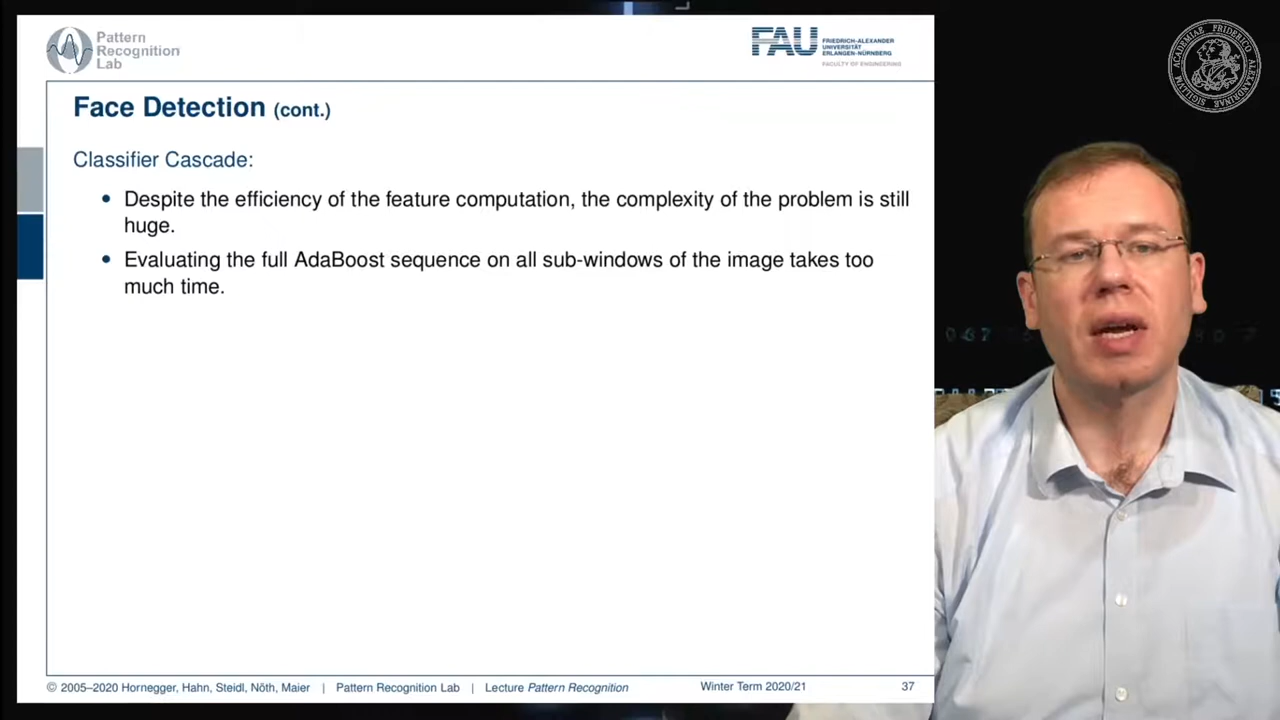 Pattern
Recognition
Lab
FAU
FRIEDRICH-ALEXANDER
UNIVERSITÄT
ERLANGEN-NÜRNBERG
FACULTY OF ENGINEERING
Face Detection (cont.)
Classifier Cascade:
• Despite the efficiency of the feature computation, the complexity of the problem is still
huge.
• Evaluating the full AdaBoost sequence on all sub-windows of the image takes too
much time.
© 2005–2020 Hornegger, Hahn, Steidl, Nöth, Maier | Pattern Recognition Lab | Lecture Pattern Recognition Winter Term 2020/21 37